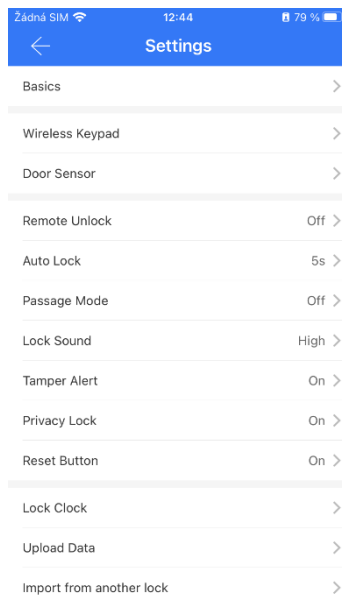 Žádná SIM 12:44 79 %
Settings
Basics
Wireless Keypad
Door Sensor
Remote Unlock Off
Auto Lock 5s
Passage Mode Off
Lock Sound High
Tamper Alert On
Privacy Lock On
Reset Button On
Lock Clock
Upload Data
Import from another lock